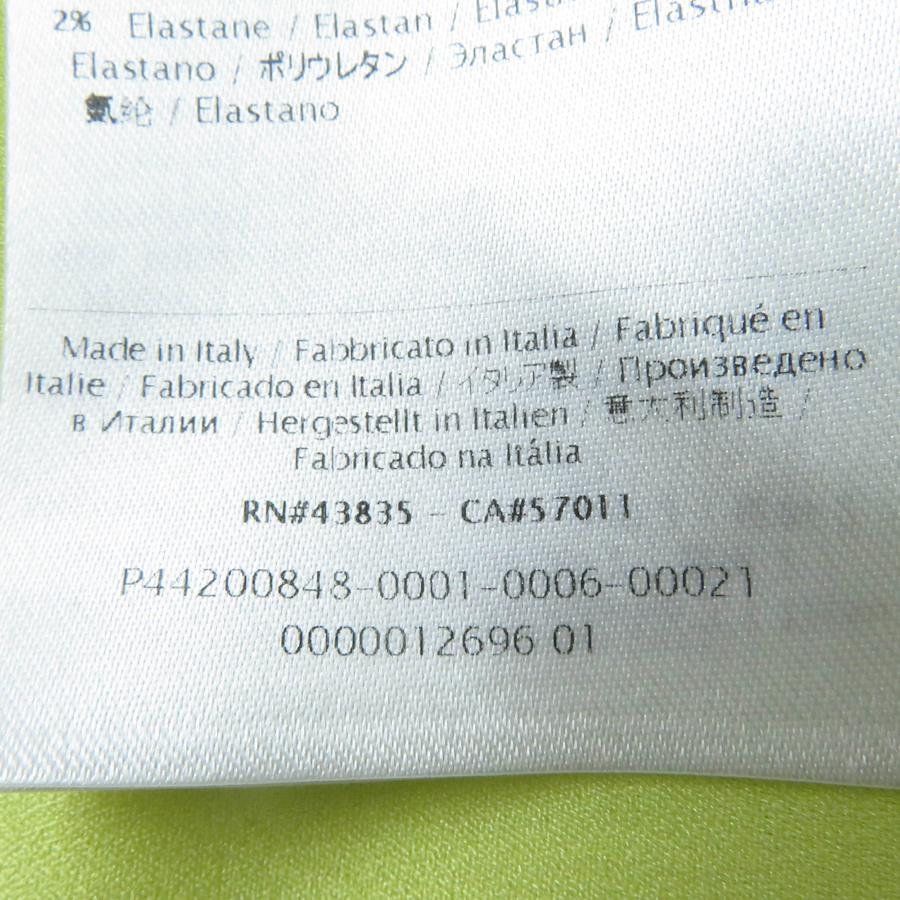 2% Elastane / Elastan /
Elastano / ポリウレタン / Эластан /
氨纶 / Elastano
Made in Italy / Fabbricato in Italia / Fabriqué en
Italie / Fabricado en Italia / イタリア製 / Произведено
в Италии / Hergestellt in Italien / 意大利制造 /
Fabricado na Itália
RN#43835 - CA#57011
P44200848-0001-0006-00021
0000012696 01